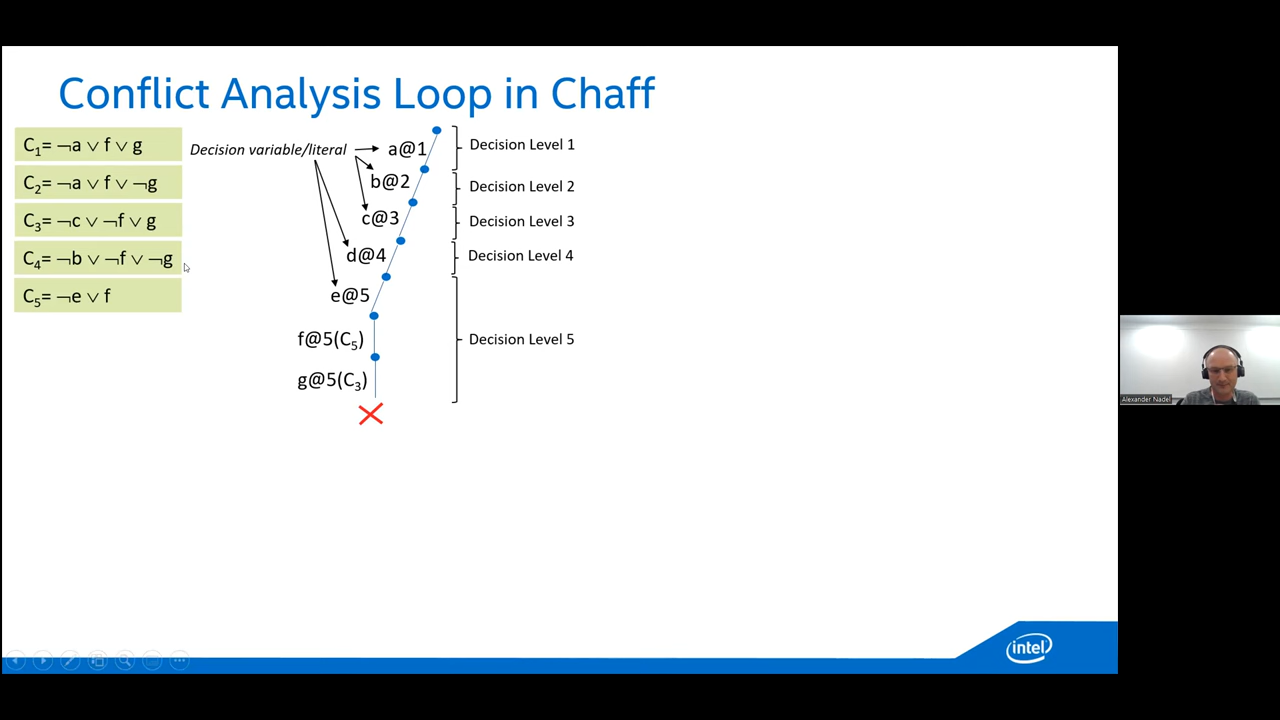 Conflict Analysis Loop in Chaff
C₁= ¬a ∨ f ∨ g
C₂= ¬a ∨ f ∨ ¬g
C₃= ¬c ∨ ¬f ∨ g
C₄= ¬b ∨ ¬f ∨ ¬g
C₅= ¬e ∨ f
Decision variable/literal
a@1
b@2
c@3
d@4
e@5
f@5(C₅)
g@5(C₃)
Decision Level 1
Decision Level 2
Decision Level 3
Decision Level 4
Decision Level 5
intel
Alexander Nadel